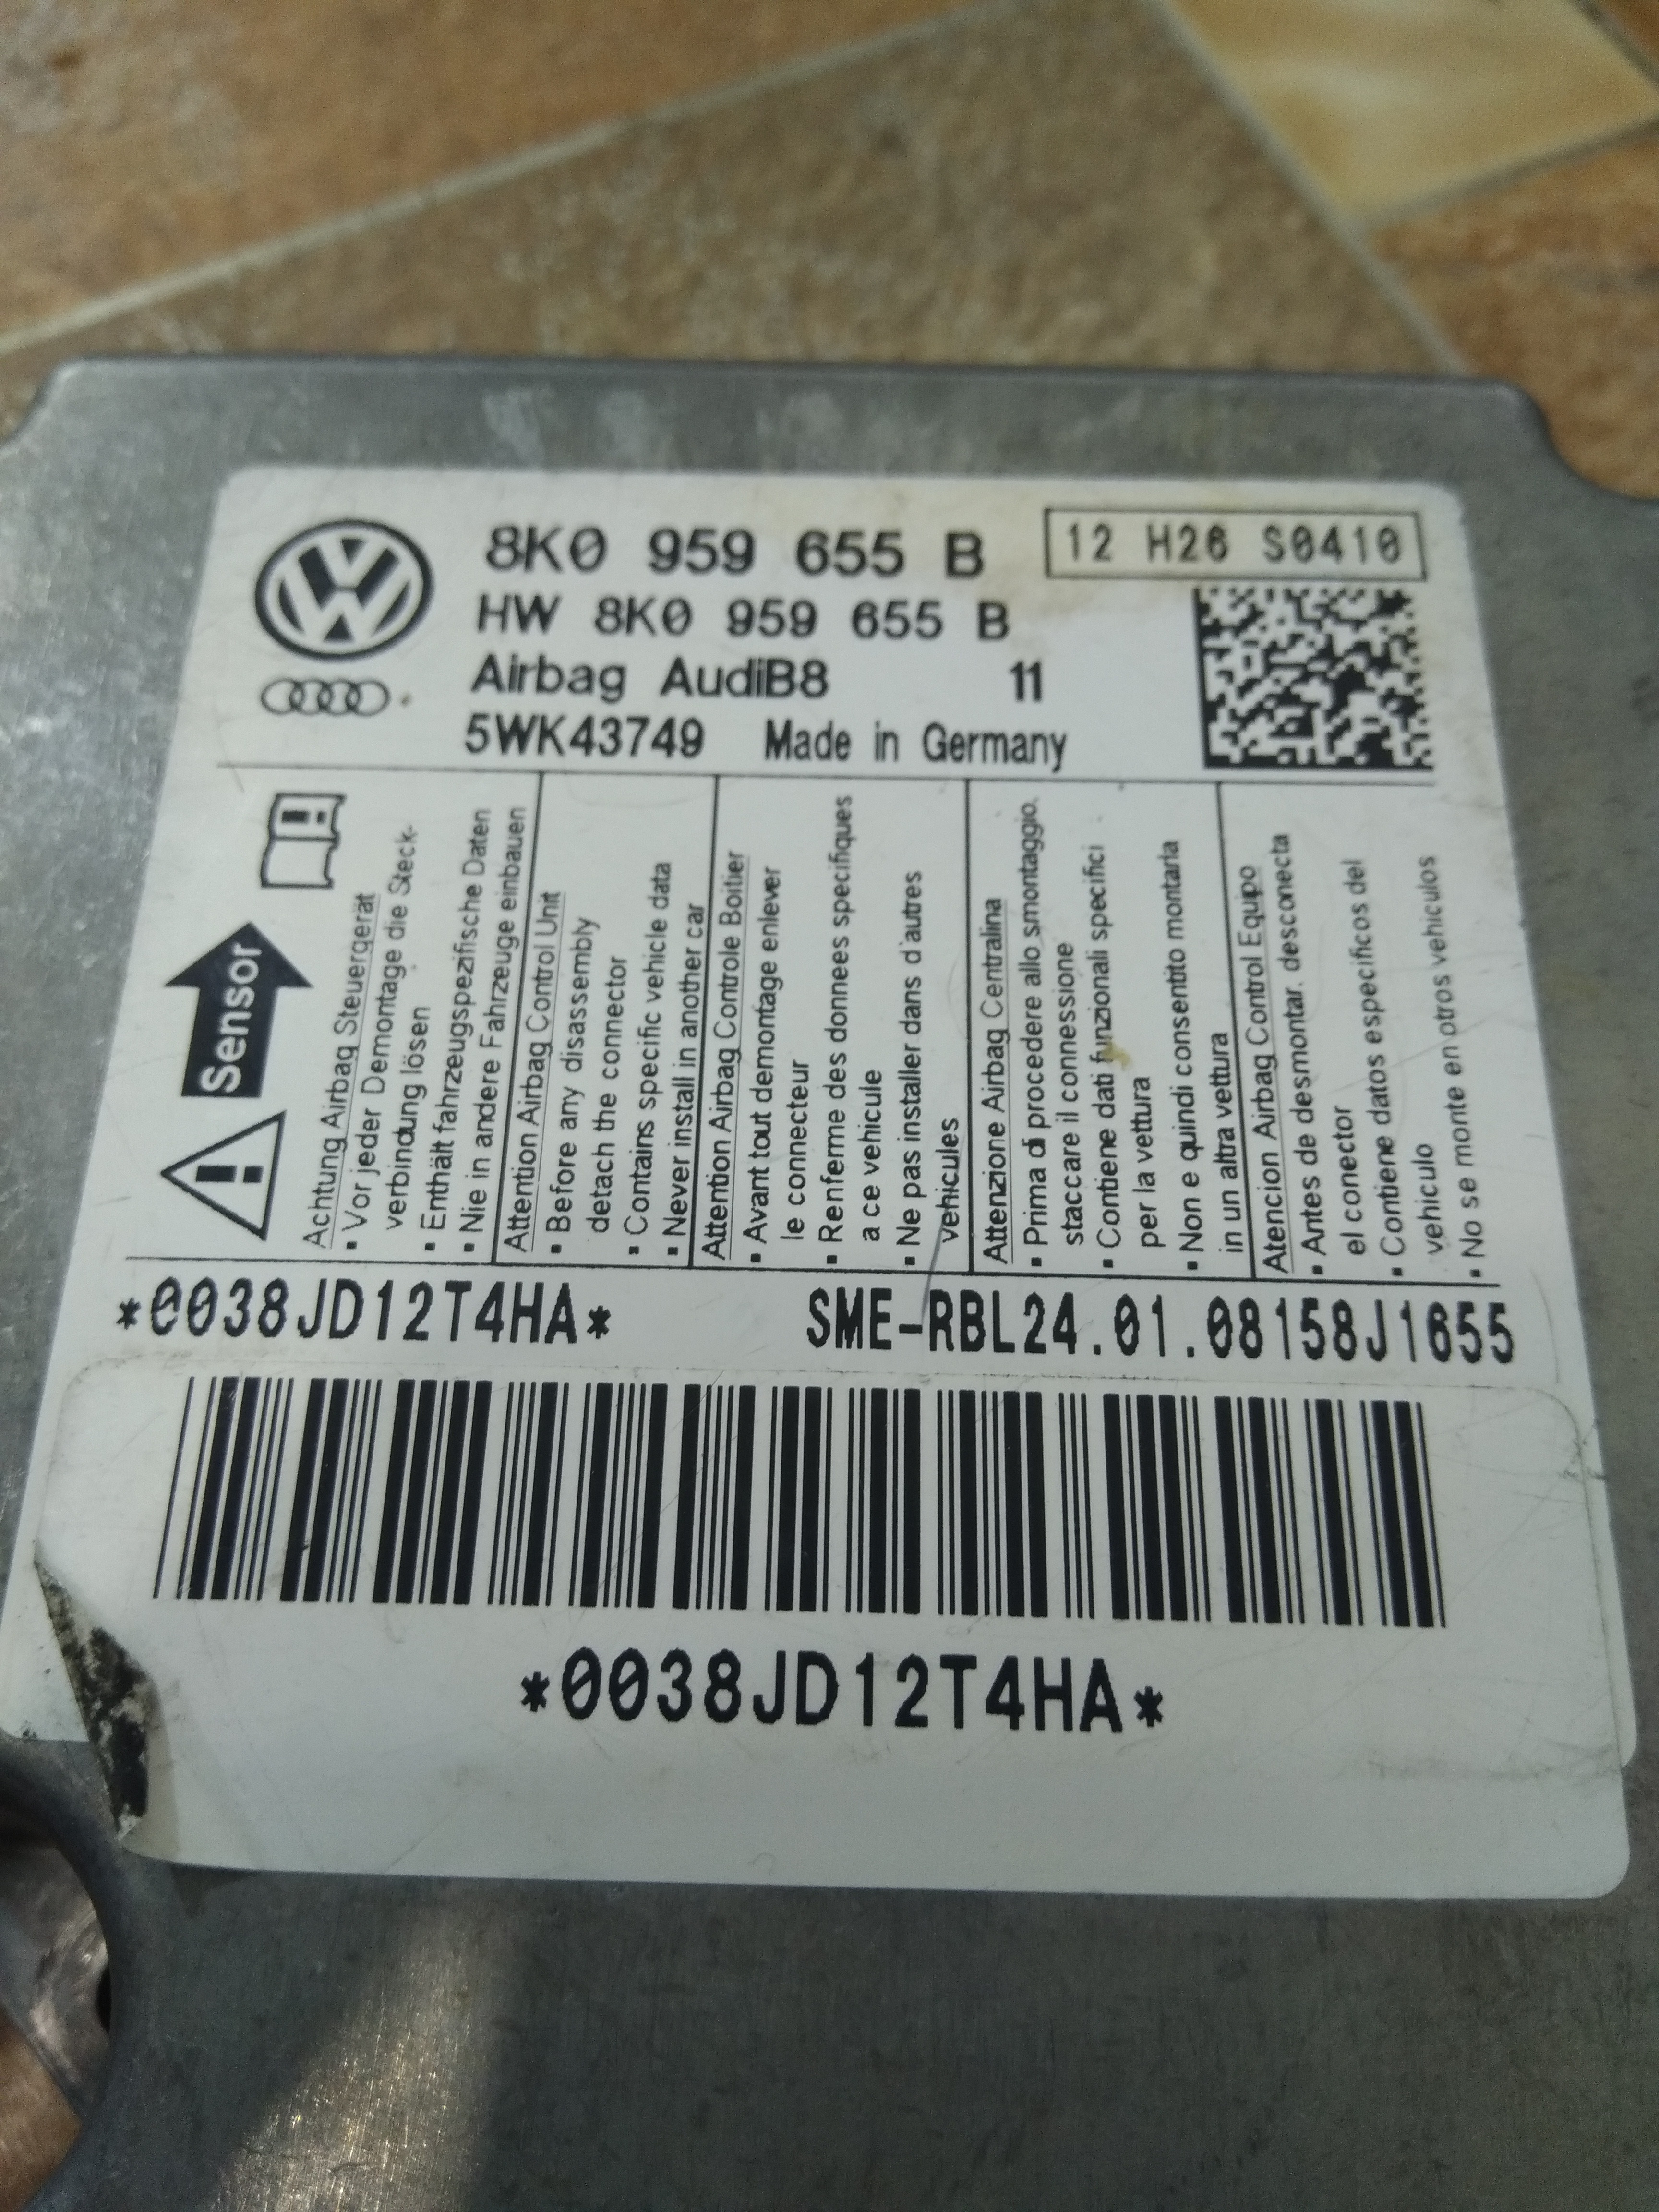 8K0 959 655 B
12 H26 S0410
HW 8K0 959 655 B
Airbag AudiB8 11
5WK43749 Made in Germany
Sensor
Achtung Airbag Steuergerät
▪ Vor jeder Demontage die Steck-
verbindung lösen
▪ Enthält fahrzeugspezifische Daten
▪ Nie in andere Fahrzeuge einbauen
Attention Airbag Control Unit
▪ Before any disassembly
detach the connector
▪ Contains specific vehicle data
▪ Never install in another car
Attention Airbag Controle Boitier
▪ Avant tout demontage enlever
le connecteur
▪ Renferme des donnees specifiques
a ce vehicule
▪ Ne pas installer dans d'autres
vehicules
Attenzione Airbag Centralina
▪ Prima di procedere allo smontaggio.
staccare il connessione
▪ Contiene dati funzionali specifici
per la vettura
▪ Non e quindi consentito montarla
in un altra vettura
Atencion Airbag Control Equipo
▪ Antes de desmontar. desconecta
el conector
▪ Contiene datos especificos del
vehiculo
▪ No se monte en otros vehiculos
*0038JD12T4HA* SME-RBL24.01.08158J1655
*0038JD12T4HA*